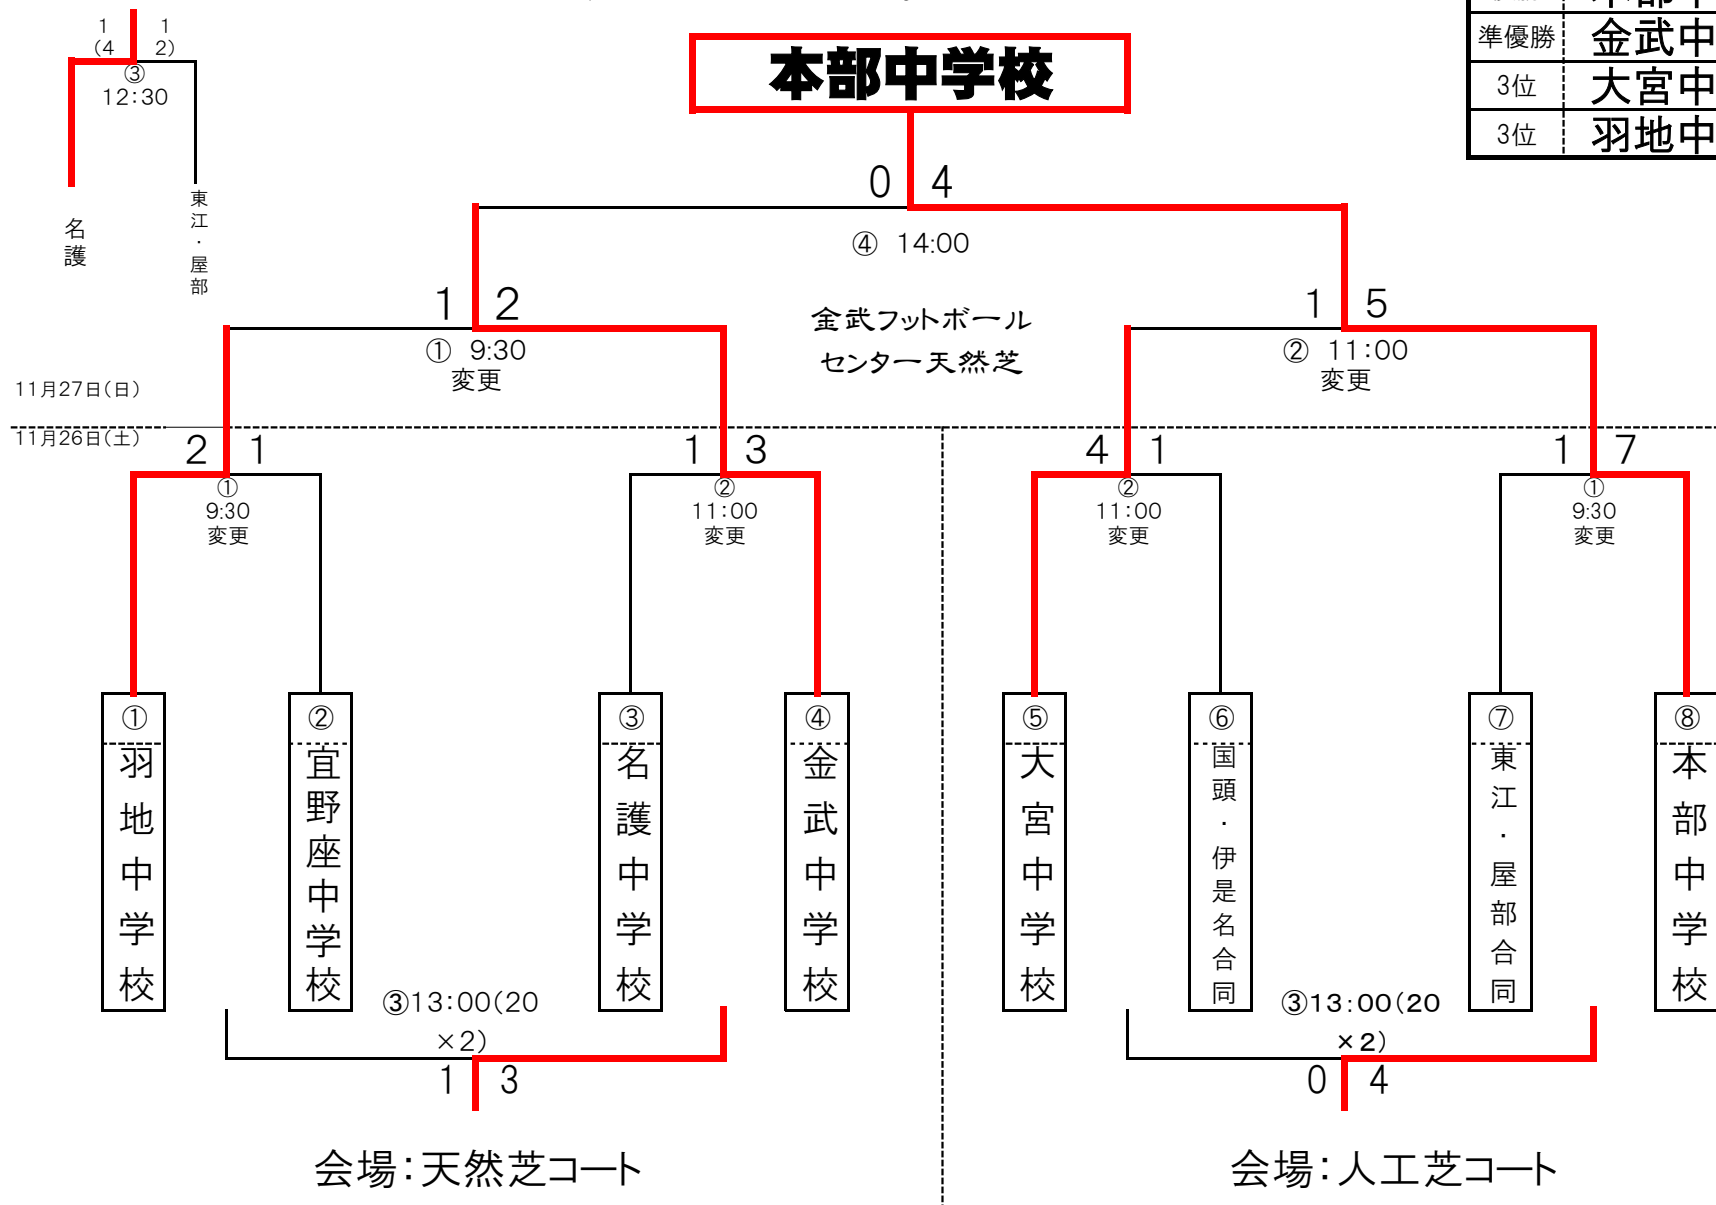 1 1
(4 2)
③
12:30
名護
東江・屋部
本部中学校
準優勝 金武中
3位 大宮中
3位 羽地中
0 4
④ 14:00
1 2
① 9:30
変更
金武フットボール
センター天然芝
1 5
② 11:00
変更
11月27日(日)
11月26日(土)
2 1
①
9:30
変更
1 3
②
11:00
変更
4 1
②
11:00
変更
1 7
①
9:30
変更
① 羽地中学校
② 宜野座中学校
③ 名護中学校
④ 金武中学校
⑤ 大宮中学校
⑥ 国頭・伊是名合同
⑦ 東江・屋部合同
⑧ 本部中学校
③13:00(20
×2)
1 3
③13:00(20
×2)
0 4
会場:天然芝コート
会場:人工芝コート